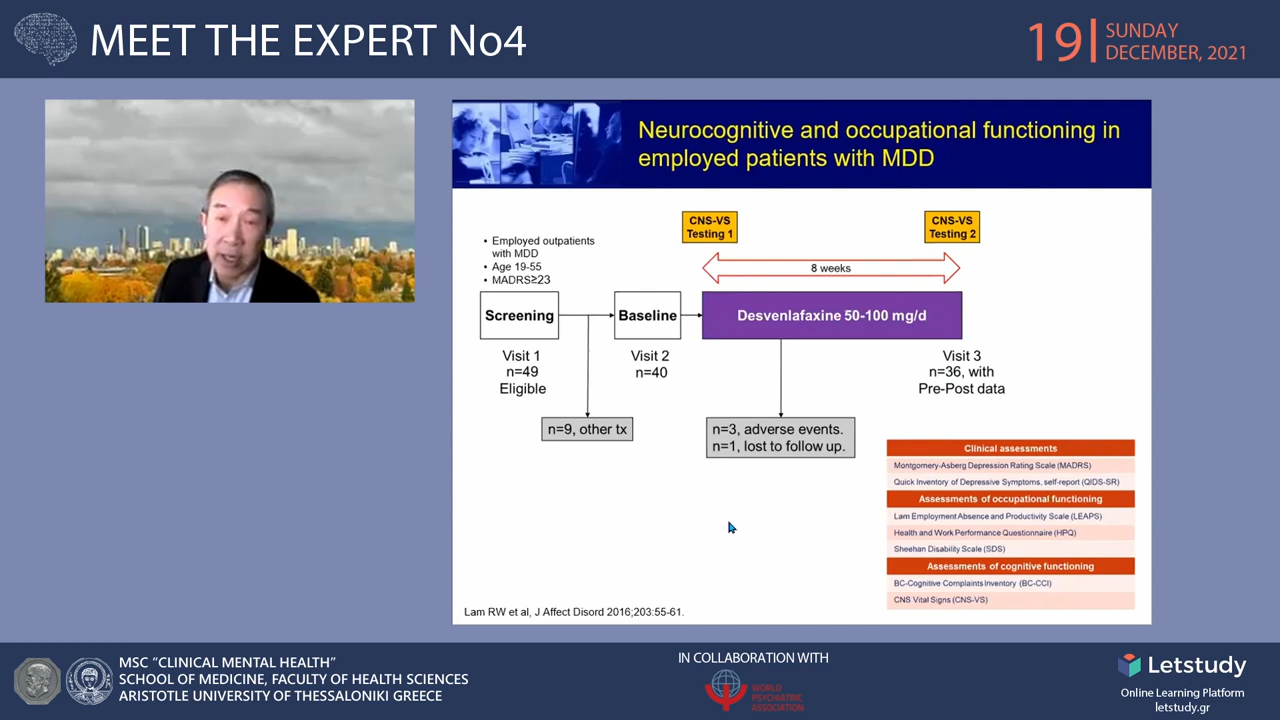 MEET THE EXPERT No4
19
SUNDAY
DECEMBER, 2021
Neurocognitive and occupational functioning in
employed patients with MDD
CNS-VS
Testing 1
CNS-VS
Testing 2
• Employed outpatients
with MDD
• Age 19-55
• MADRS≥23
8 weeks
Screening
Baseline
Desvenlafaxine 50-100 mg/d
Visit 1
n=49
Eligible
Visit 2
n=40
Visit 3
n=36, with
Pre-Post data
n=9, other tx
n=3, adverse events.
n=1, lost to follow up.
Clinical assessments
Montgomery-Asberg Depression Rating Scale (MADRS)
Quick Inventory of Depressive Symptoms, self-report (QIDS-SR)
Assessments of occupational functioning
Lam Employment Absence and Productivity Scale (LEAPS)
Health and Work Performance Questionnaire (HPQ)
Sheehan Disability Scale (SDS)
Assessments of cognitive functioning
BC-Cognitive Complaints Inventory (BC-CCI)
CNS Vital Signs (CNS-VS)
Lam RW et al, J Affect Disord 2016;203:55-61.
MSC “CLINICAL MENTAL HEALTH”
SCHOOL OF MEDICINE, FACULTY OF HEALTH SCIENCES
ARISTOTLE UNIVERSITY OF THESSALONIKI GREECE
IN COLLABORATION WITH
WORLD
PSYCHIATRIC
ASSOCIATION
Letstudy
Online Learning Platform
letstudy.gr